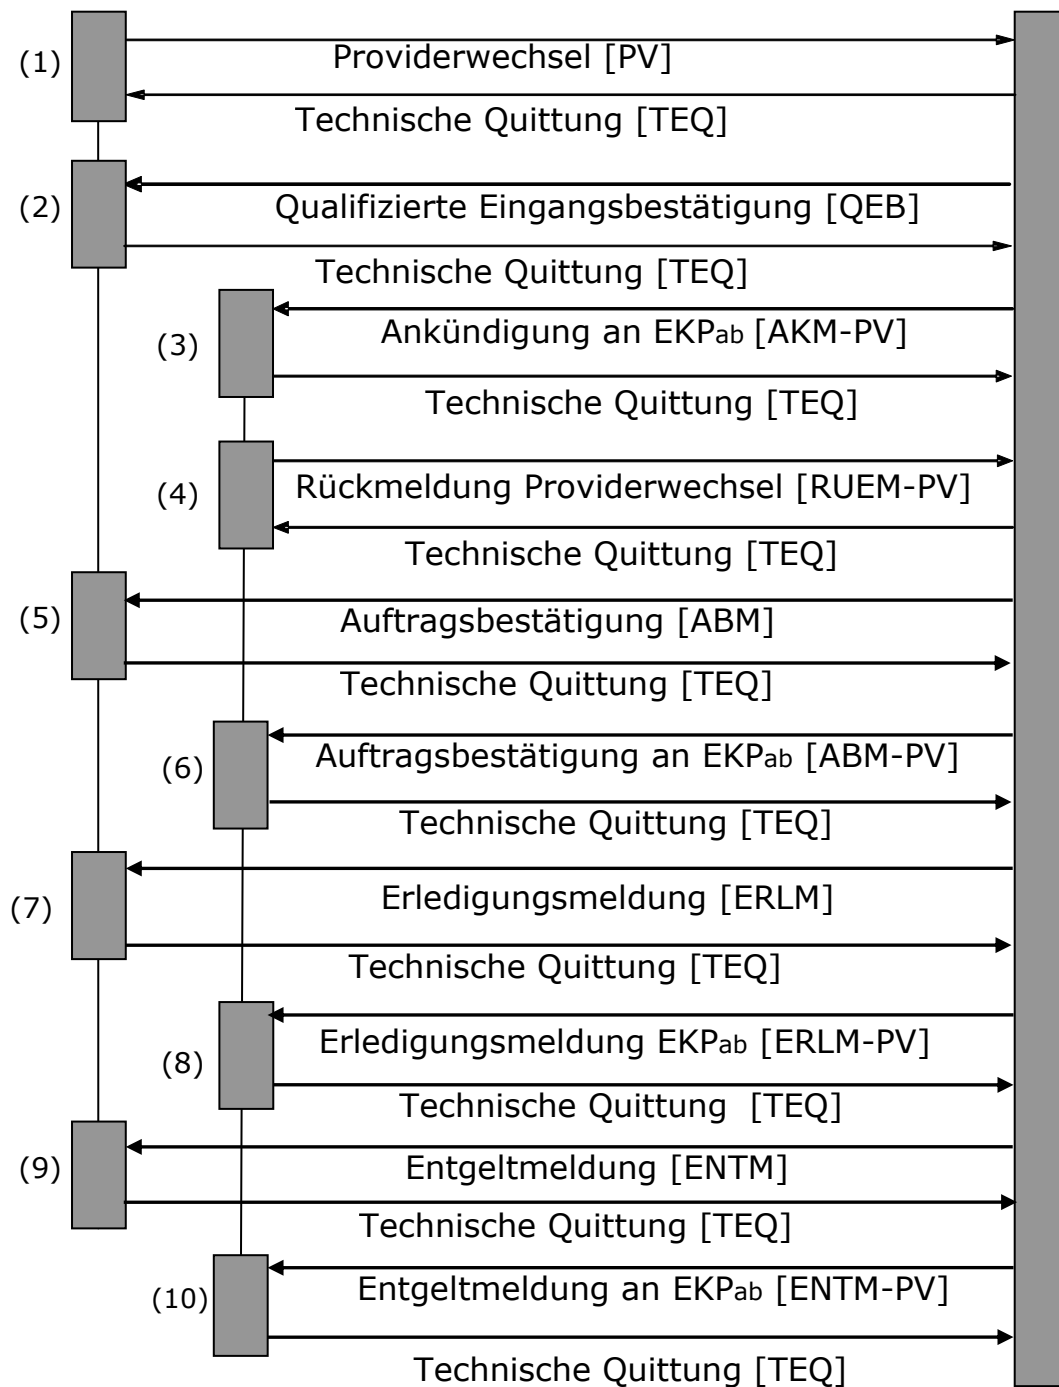 (1)
Providerwechsel [PV]
Technische Quittung [TEQ]
(2)
Qualifizierte Eingangsbestätigung [QEB]
Technische Quittung [TEQ]
(3)
Ankündigung an EKPab [AKM-PV]
Technische Quittung [TEQ]
(4)
Rückmeldung Providerwechsel [RUEM-PV]
Technische Quittung [TEQ]
(5)
Auftragsbestätigung [ABM]
Technische Quittung [TEQ]
(6)
Auftragsbestätigung an EKPab [ABM-PV]
Technische Quittung [TEQ]
(7)
Erledigungsmeldung [ERLM]
Technische Quittung [TEQ]
(8)
Erledigungsmeldung EKPab [ERLM-PV]
Technische Quittung [TEQ]
(9)
Entgeltmeldung [ENTM]
Technische Quittung [TEQ]
(10)
Entgeltmeldung an EKPab [ENTM-PV]
Technische Quittung [TEQ]